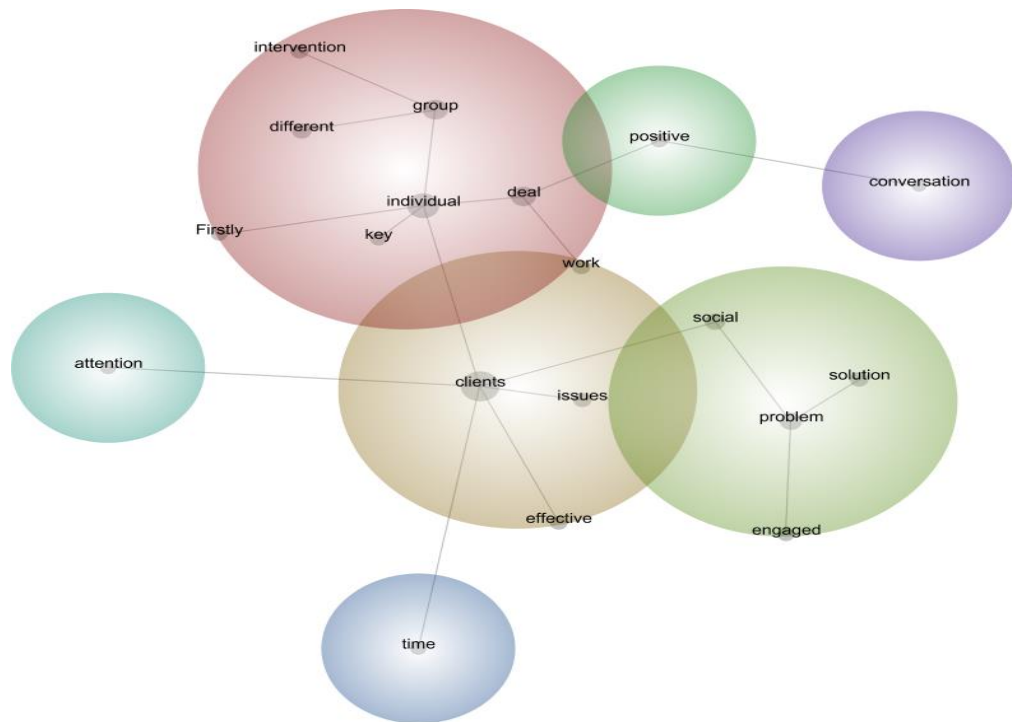 intervention
group
different
positive
conversation
individual
deal
Firstly
key
work
social
attention
clients
issues
solution
problem
effective
engaged
time